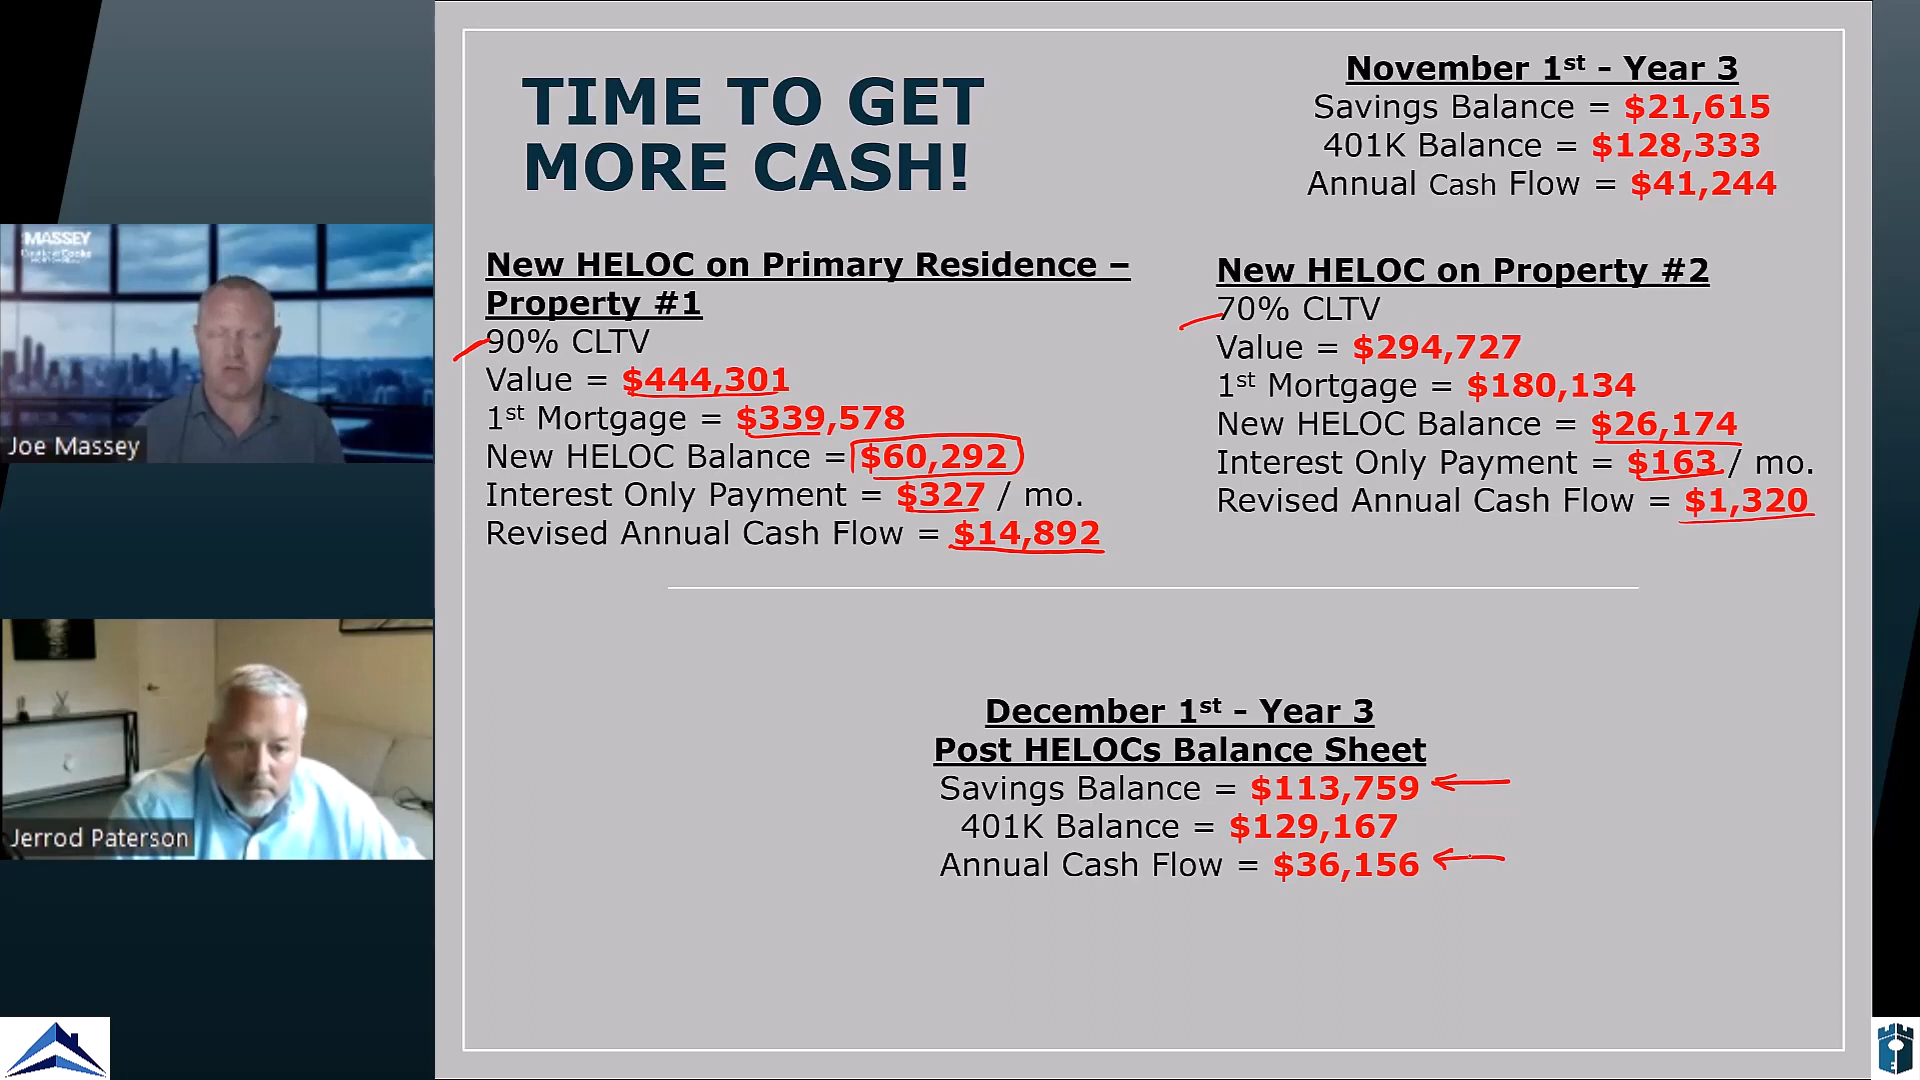 TIME TO GET
MORE CASH!
November 1st - Year 3
Savings Balance = $21,615
401K Balance = $128,333
Annual Cash Flow = $41,244
New HELOC on Primary Residence –
Property #1
90% CLTV
Value = $444,301
1st Mortgage = $339,578
New HELOC Balance = $60,292
Interest Only Payment = $327 / mo.
Revised Annual Cash Flow = $14,892
New HELOC on Property #2
70% CLTV
Value = $294,727
1st Mortgage = $180,134
New HELOC Balance = $26,174
Interest Only Payment = $163 / mo.
Revised Annual Cash Flow = $1,320
December 1st - Year 3
Post HELOCs Balance Sheet
Savings Balance = $113,759
401K Balance = $129,167
Annual Cash Flow = $36,156
MASSEY
Joe Massey
Jerrod Paterson